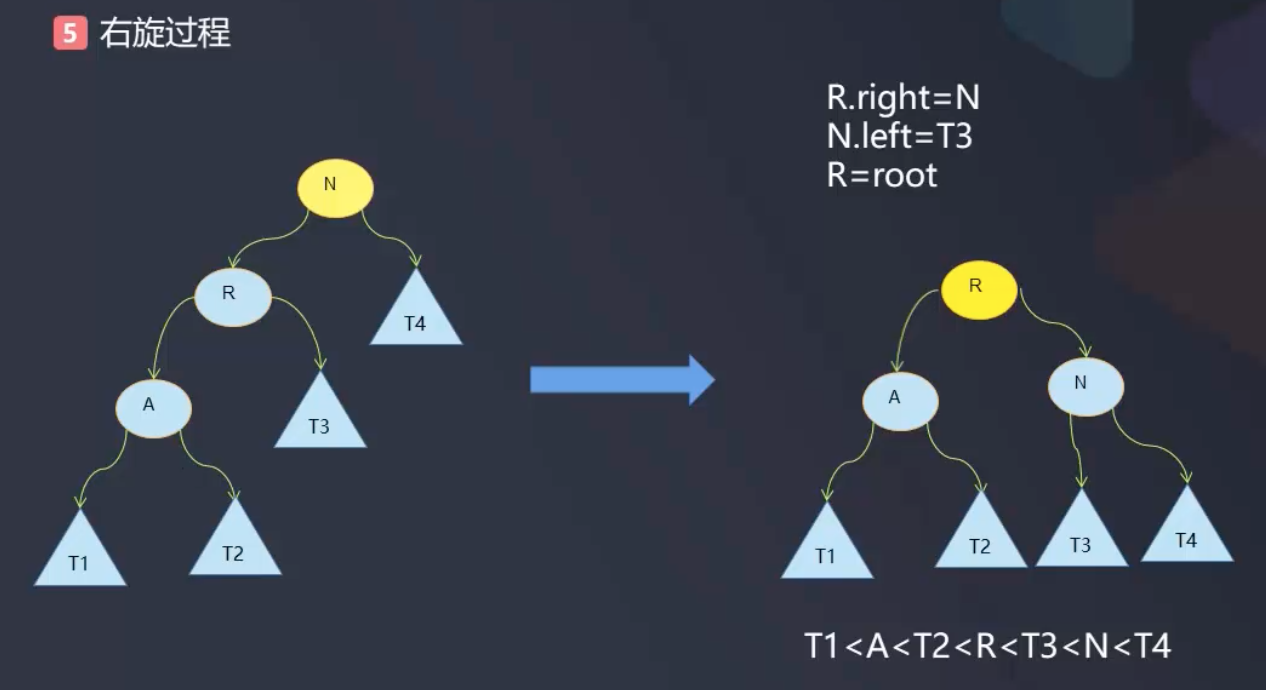 5 右旋过程
R.right=N
N.left=T3
R=root
N
R
T4
A
T3
T1
T2
R
A
N
T1
T2
T3
T4
T1<A<T2<R<T3<N<T4